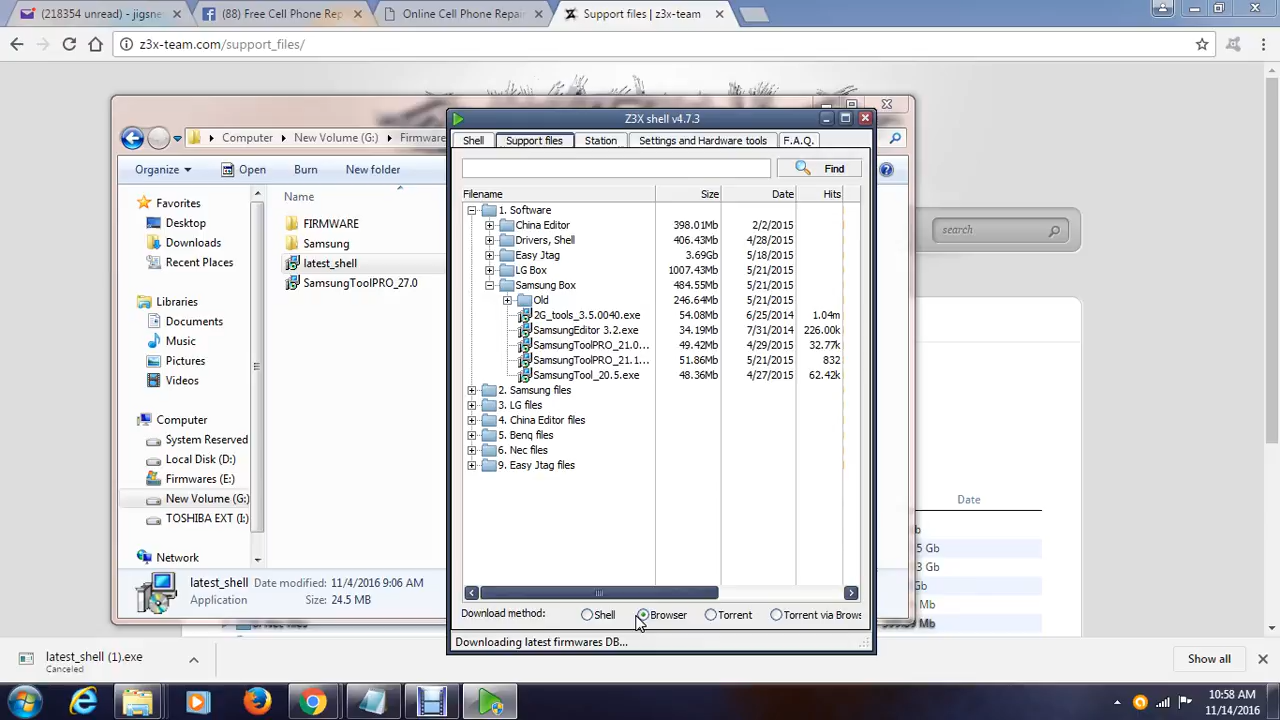 (218354 unread) - jigsne
(88) Free Cell Phone Rep
Online Cell Phone Repair
Support files | z3x-team
z3x-team.com/support_files/
Computer
New Volume (G:)
Firmware
Organize
Open
Burn
New folder
Favorites
Desktop
Downloads
Recent Places
Libraries
Documents
Music
Pictures
Videos
Computer
System Reserved
Local Disk (D:)
Firmwares (E:)
New Volume (G:)
TOSHIBA EXT (I:)
Network
Name
FIRMWARE
Samsung
latest_shell
SamsungToolPRO_27.0
latest_shell Date modified: 11/4/2016 9:06 AM
Size: 24.5 MB
Z3X shell v4.7.3
Shell Support files Station Settings and Hardware tools F.A.Q.
Find
Filename Size Date Hits
1. Software
China Editor 398.01Mb 2/2/2015
Drivers, Shell 406.43Mb 4/28/2015
Easy Jtag 3.69Gb 5/18/2015
LG Box 1007.43Mb 5/21/2015
Samsung Box 484.55Mb 5/21/2015
Old 246.64Mb 5/21/2015
2G_tools_3.5.0040.exe 54.08Mb 6/25/2014 1.04m
SamsungEditor 3.2.exe 34.19Mb 7/31/2014 226.00k
SamsungToolPRO_21.0... 49.42Mb 4/29/2015 32.77k
SamsungToolPRO_21.1... 51.86Mb 5/21/2015 832
SamsungTool_20.5.exe 48.36Mb 4/27/2015 62.42k
2. Samsung files
3. LG files
4. China Editor files
5. Benq files
6. Nec files
9. Easy Jtag files
Download method: Shell Browser Torrent Torrent via Brows
Downloading latest firmwares DB...
search
Date
5 Gb
3 Gb
Gb
Mb
latest_shell (1).exe
Canceled
Show all
10:58 AM
11/14/2016